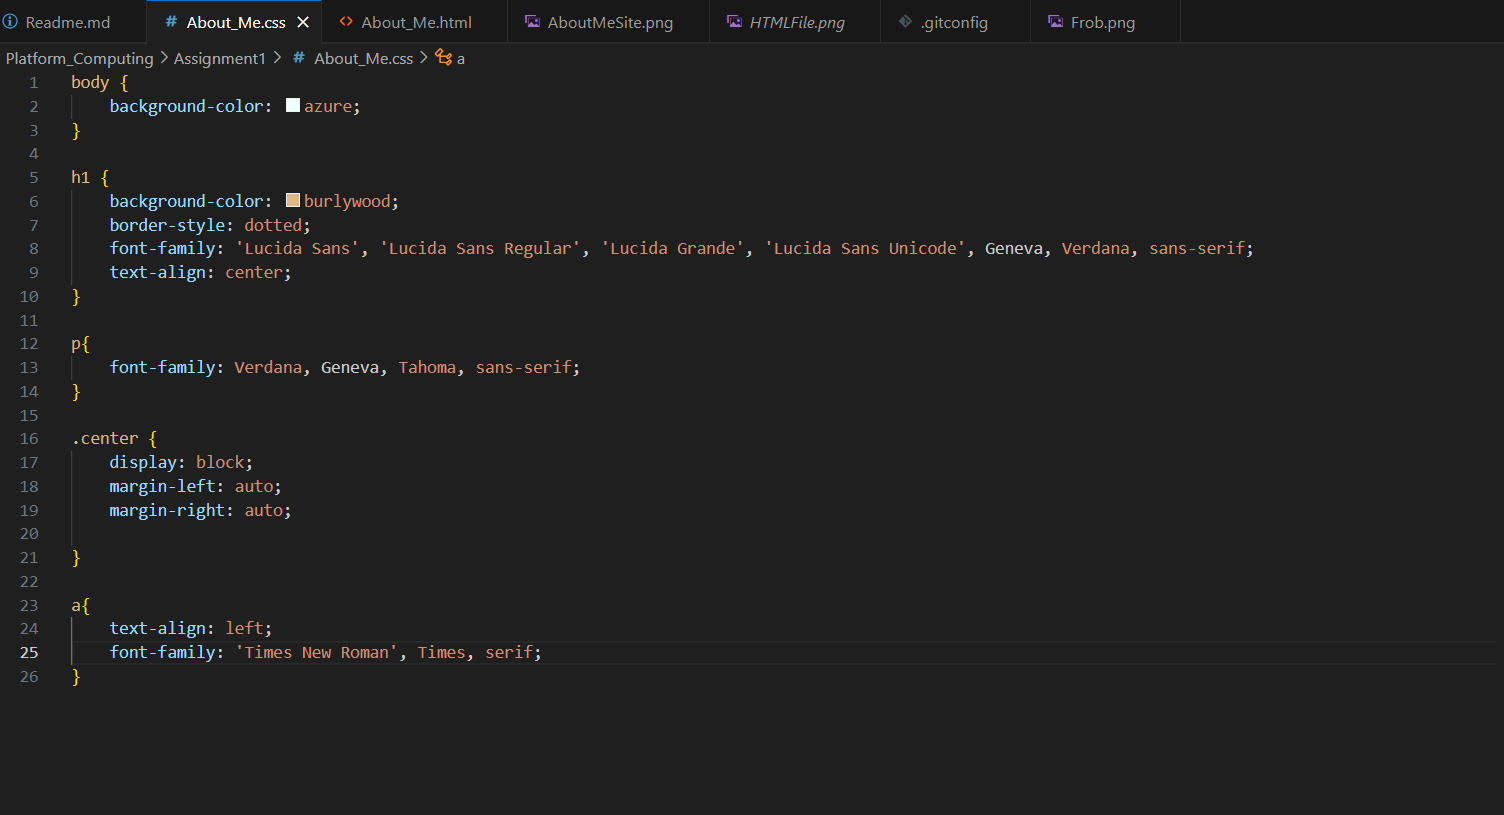 Readme.md # About_Me.css × <> About_Me.html AboutMeSite.png HTMLFile.png .gitconfig Frob.png
Platform_Computing > Assignment1 > # About_Me.css > a
1 body {
2 background-color: azure;
3 }
4
5 h1 {
6 background-color: burlywood;
7 border-style: dotted;
8 font-family: 'Lucida Sans', 'Lucida Sans Regular', 'Lucida Grande', 'Lucida Sans Unicode', Geneva, Verdana, sans-serif;
9 text-align: center;
10 }
11
12 p{
13 font-family: Verdana, Geneva, Tahoma, sans-serif;
14 }
15
16 .center {
17 display: block;
18 margin-left: auto;
19 margin-right: auto;
20
21 }
22
23 a{
24 text-align: left;
25 font-family: 'Times New Roman', Times, serif;
26 }